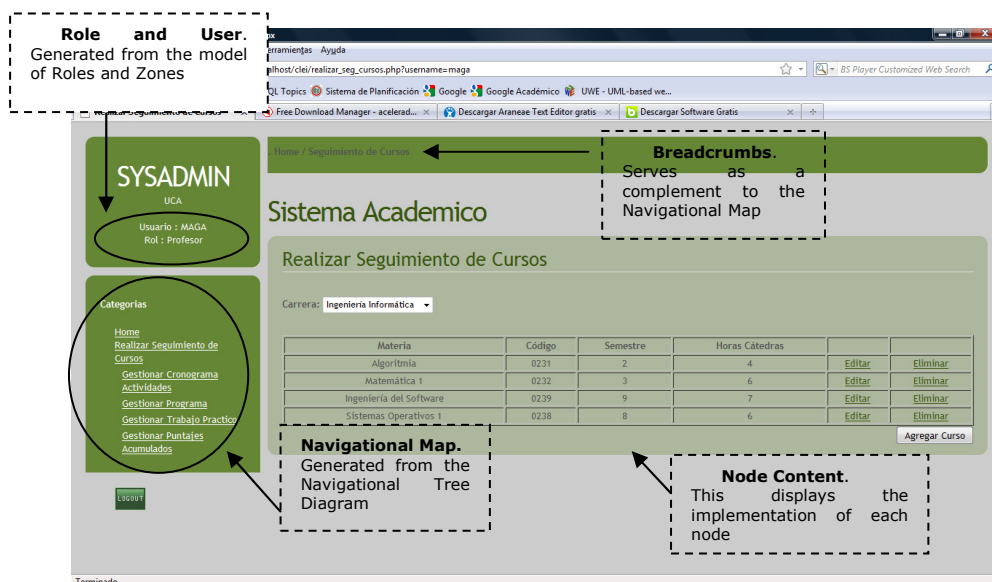 Role and User.
Generated from the model
of Roles and Zones
ox
erramientas Ayuda
alhost/clei/realizar_seg_cursos.php?username=maga
BS Player Customized Web Search
QL Topics Sistema de Planificación Google Google Académico UWE - UML-based we...
Realizar Seguimiento de Cursos
Free Download Manager - acelerad... Descargar Araneae Text Editor gratis Descargar Software Gratis
. Home / Seguimiento de Cursos
Breadcrumbs.
Serves as a
complement to the
Navigational Map
SYSADMIN
UCA
Usuario : MAGA
Rol : Profesor
Sistema Academico
Realizar Seguimiento de Cursos
Carrera: Ingeniería Informática
Categorias
Home
Realizar Seguimiento de
Cursos
Gestionar Cronograma
Actividades
Gestionar Programa
Gestionar Trabajo Practico
Gestionar Puntajes
Acumulados
LOGOUT
Materia Código Semestre Horas Cátedras
Algoritmia 0231 2 4 Editar Eliminar
Matemática 1 0232 3 6 Editar Eliminar
Ingeniería del Software 0239 9 7 Editar Eliminar
Sistemas Operativos 1 0238 8 6 Editar Eliminar
Agregar Curso
Navigational Map.
Generated from the
Navigational Tree
Diagram
Node Content.
This displays the
implementation of each
node
Terminado